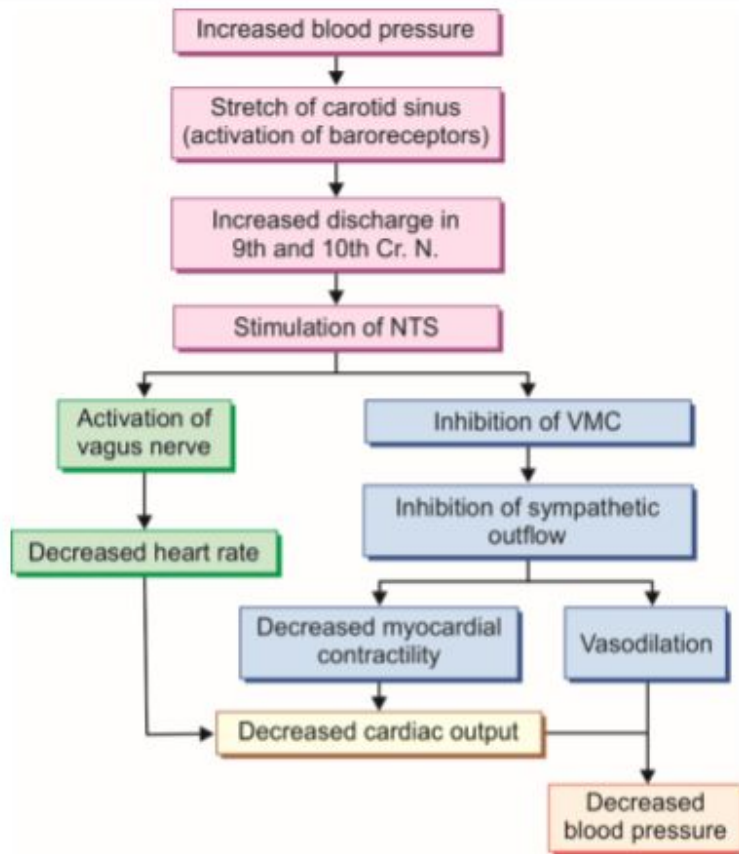 Increased blood pressure
Stretch of carotid sinus
(activation of baroreceptors)
Increased discharge in
9th and 10th Cr. N.
Stimulation of NTS
Activation of
vagus nerve
Inhibition of VMC
Inhibition of sympathetic
outflow
Decreased heart rate
Decreased myocardial
contractility
Vasodilation
Decreased cardiac output
Decreased
blood pressure